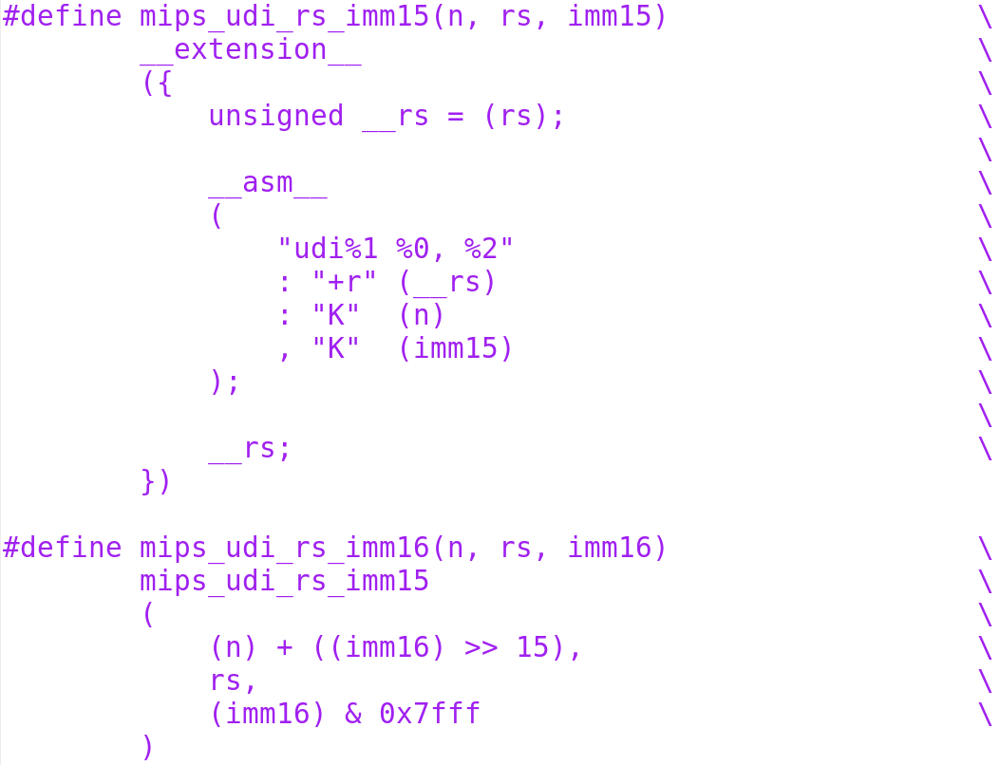 #define mips_udi_rs_imm15(n, rs, imm15)                  \
        __extension__                                    \
        ({                                               \
            unsigned __rs = (rs);                        \
                                                         \
            __asm__                                      \
            (                                            \
                "udi%1 %0, %2"                           \
                : "+r" (__rs)                            \
                : "K"  (n)                               \
                , "K"  (imm15)                           \
            );                                           \
                                                         \
            __rs;                                        \
        })

#define mips_udi_rs_imm16(n, rs, imm16)                  \
        mips_udi_rs_imm15                                \
        (                                                \
            (n) + ((imm16) >> 15),                       \
            rs,                                          \
            (imm16) & 0x7fff                             \
        )